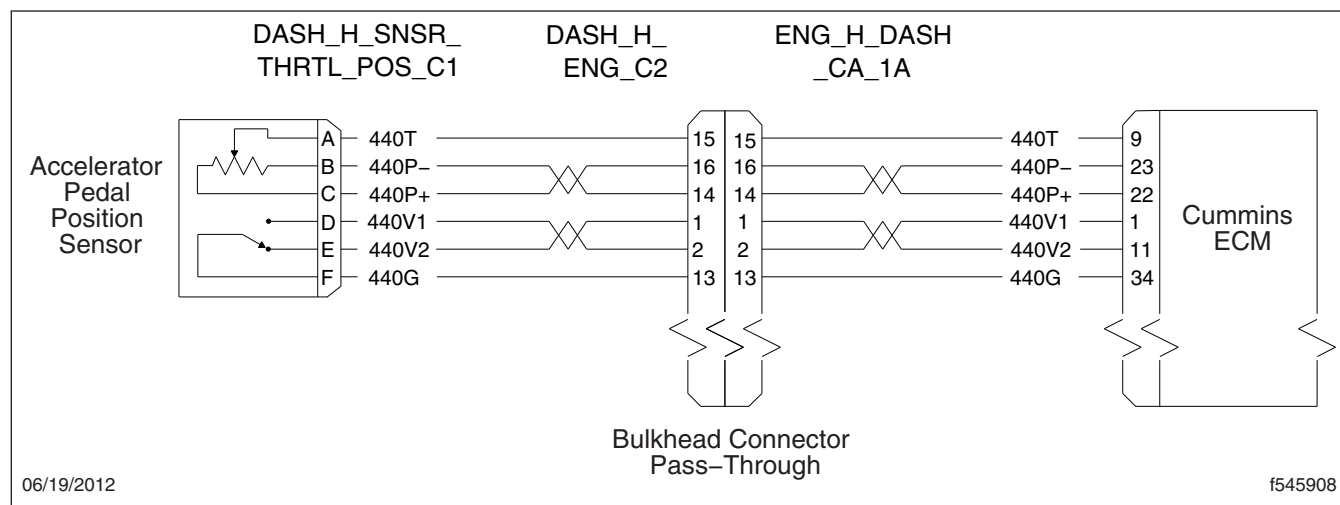 DASH_H_SNSR_
THRTL_POS_C1
DASH_H_
ENG_C2
ENG_H_DASH
_CA_1A
Accelerator
Pedal
Position
Sensor
A 440T 15 15 440T 9
B 440P− 16 16 440P− 23
C 440P+ 14 14 440P+ 22
D 440V1 1 1 440V1 1
E 440V2 2 2 440V2 11
F 440G 13 13 440G 34
Cummins
ECM
Bulkhead Connector
Pass−Through
06/19/2012
f545908